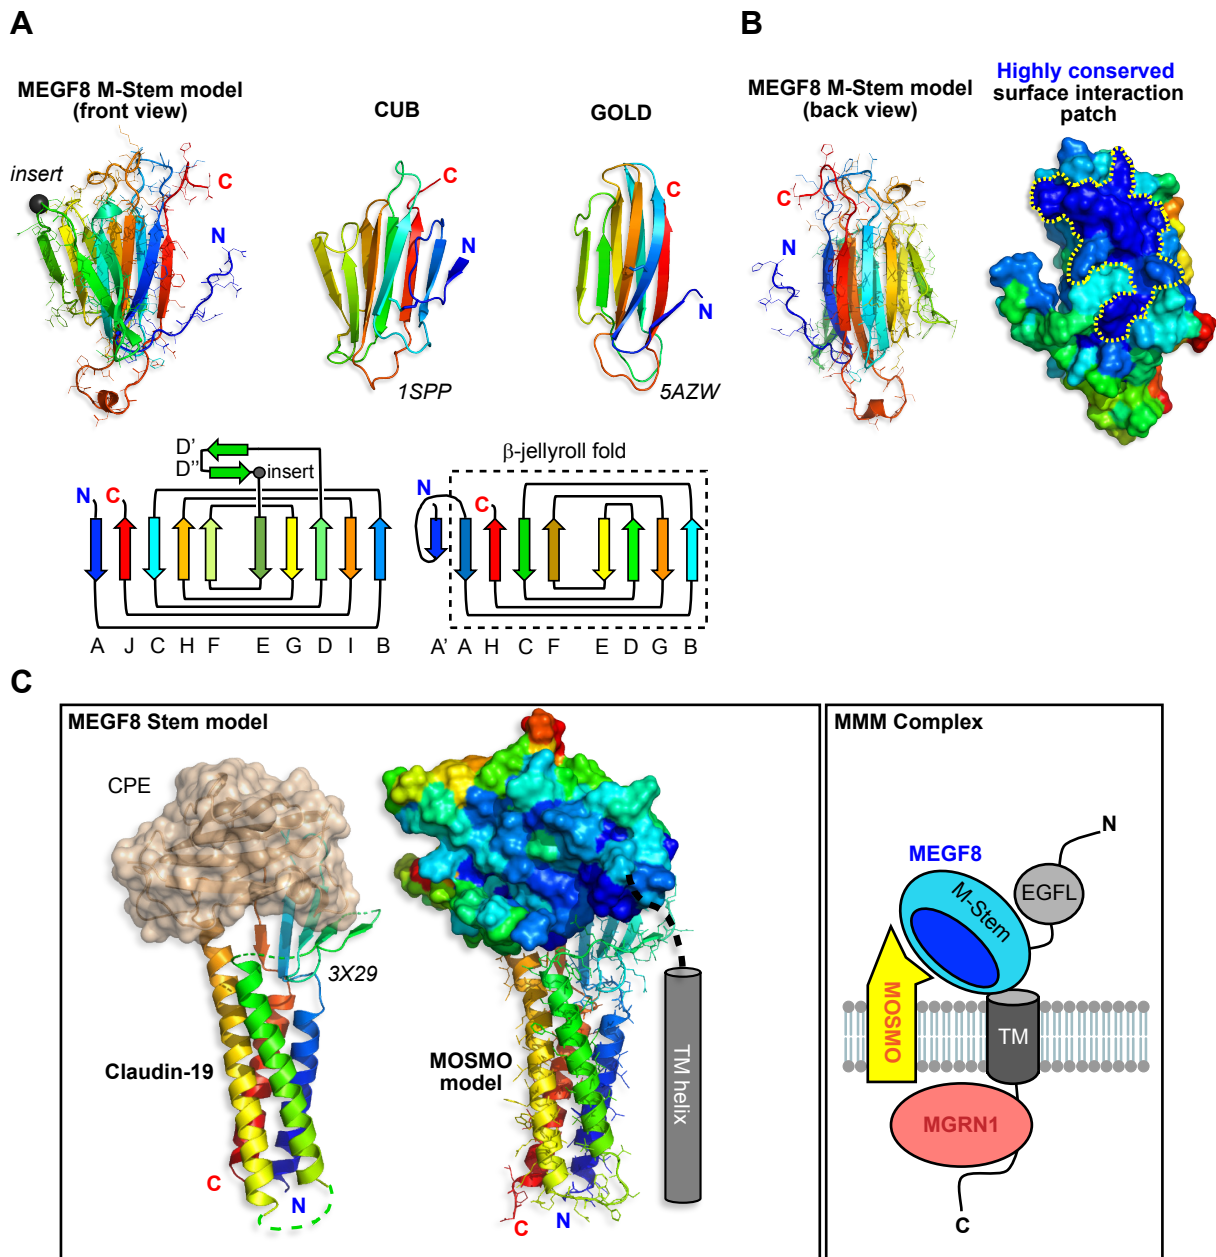 A
MEGF8 M-Stem model
(front view)
insert
C
N
CUB
C
N
1SPP
GOLD
C
N
5AZW
D'
D"
insert
N
C
A J C H F E G D I B
β-jellyroll fold
N
C
A' A H C F E D G B
B
MEGF8 M-Stem model
(back view)
C
N
Highly conserved
surface interaction
patch
C
MEGF8 Stem model
CPE
3X29
Claudin-19
C
N
MOSMO
model
TM helix
C
N
MMM Complex
N
MEGF8
EGFL
M-Stem
MOSMO
TM
MGRN1
C